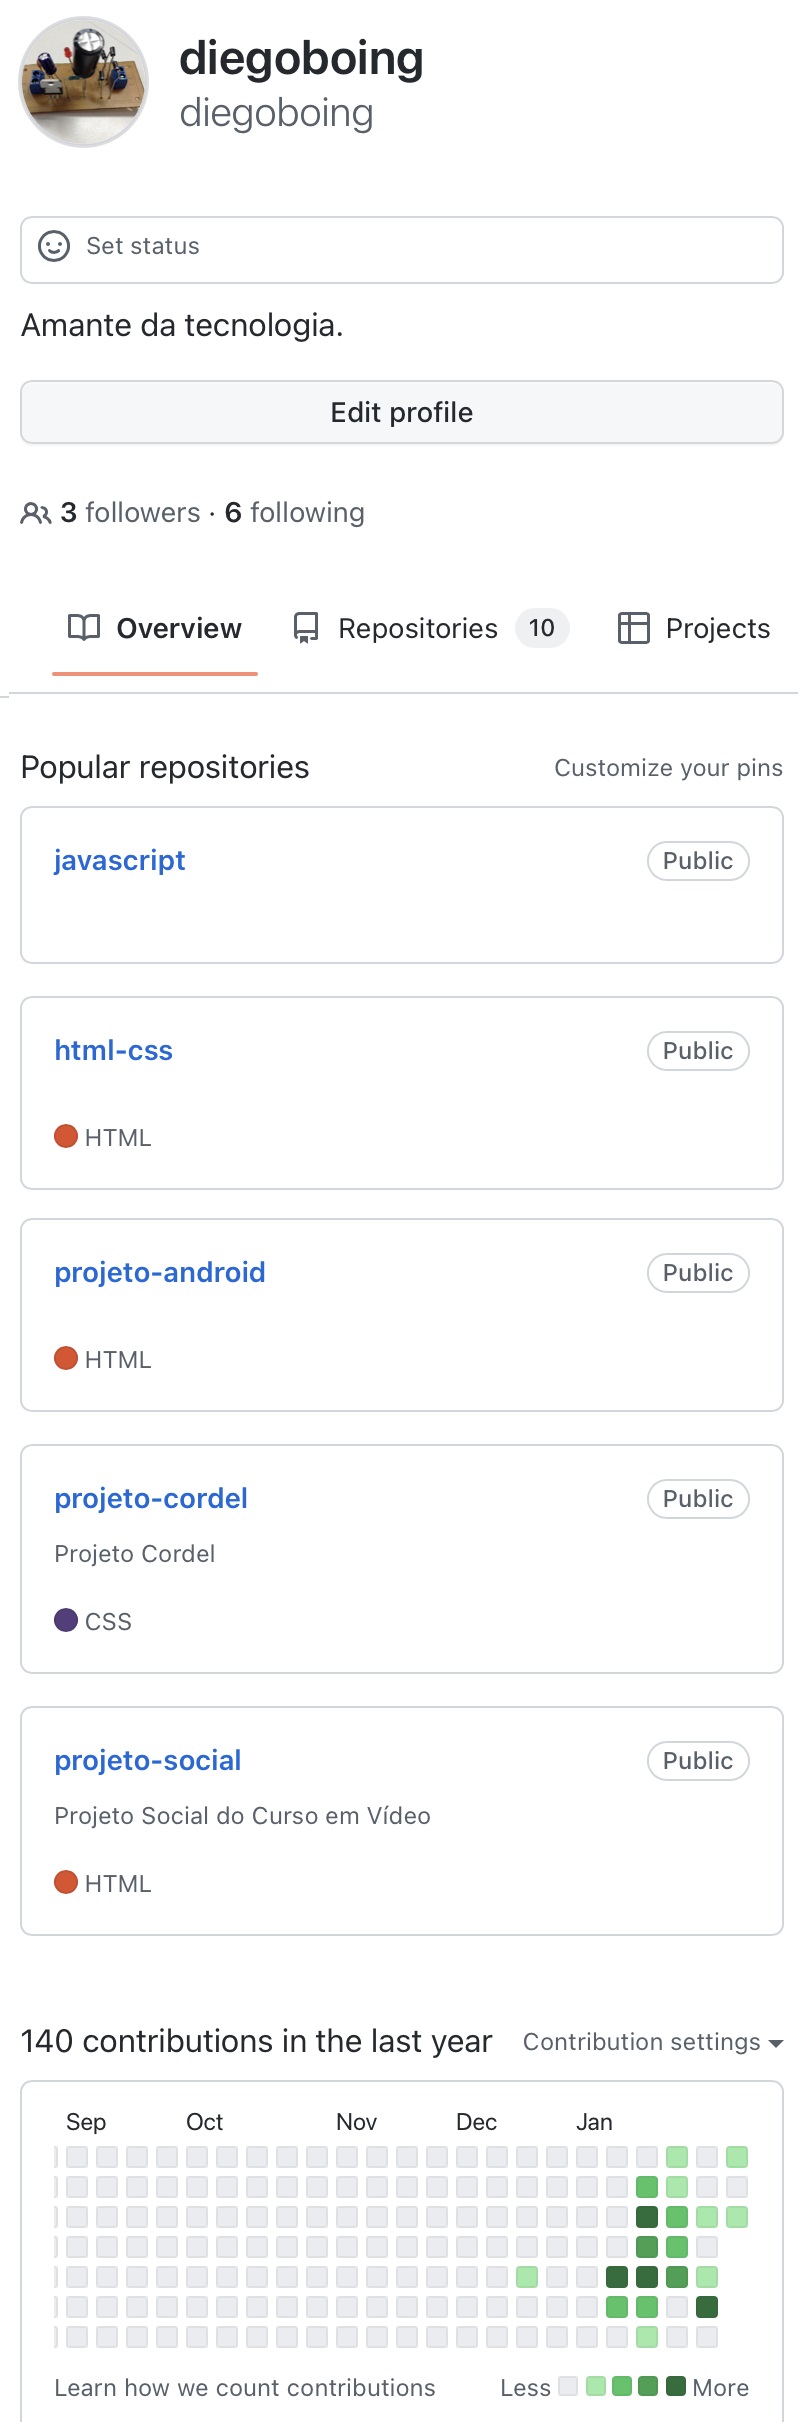 diegoboing
diegoboing
Set status
Amante da tecnologia.
Edit profile
3 followers · 6 following
Overview Repositories 10 Projects
Popular repositories Customize your pins
javascript Public
html-css Public
HTML
projeto-android Public
HTML
projeto-cordel Public
Projeto Cordel
CSS
projeto-social Public
Projeto Social do Curso em Vídeo
HTML
140 contributions in the last year Contribution settings
Sep Oct Nov Dec Jan
Learn how we count contributions Less More